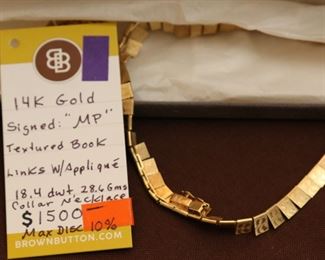 BB
14K Gold
Signed: "MP"
Textured Book
Links W/Appliqué
18.4 dwt, 28.6 Gms
Collar Necklace
$1500—
Max Disc 10%
BROWNBUTTON.COM